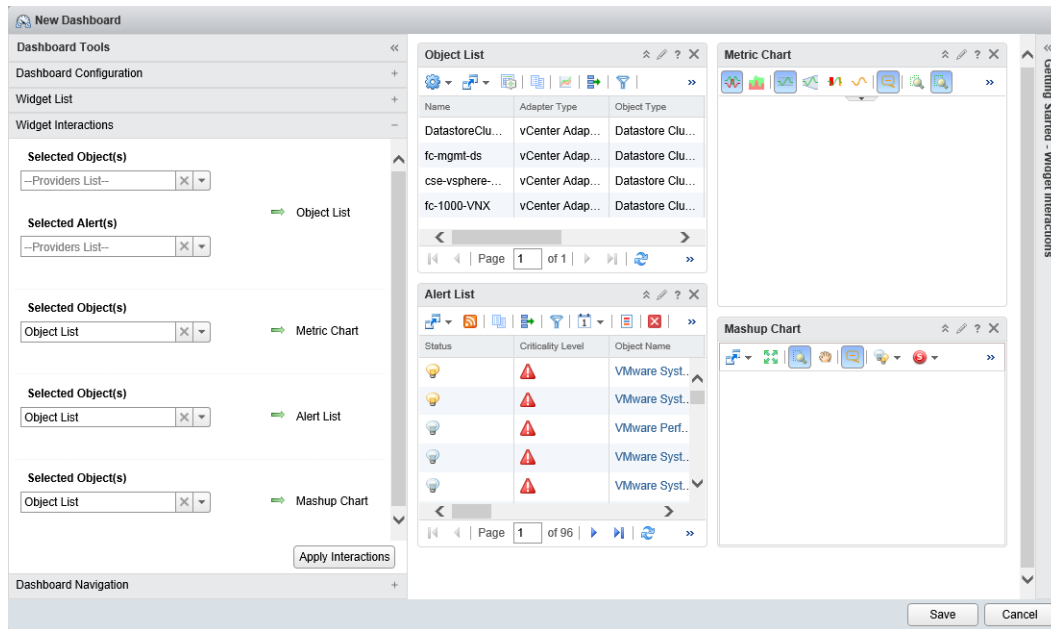 New Dashboard
Dashboard Tools
Dashboard Configuration
Widget List
Widget Interactions
Selected Object(s)
--Providers List--
Object List
Selected Alert(s)
--Providers List--
Selected Object(s)
Object List
Metric Chart
Selected Object(s)
Object List
Alert List
Selected Object(s)
Object List
Mashup Chart
Apply Interactions
Dashboard Navigation
Object List
Name Adapter Type Object Type
DatastoreClu... vCenter Adap... Datastore Clu...
fc-mgmt-ds vCenter Adap... Datastore Clu...
cse-vsphere-... vCenter Adap... Datastore Clu...
fc-1000-VNX vCenter Adap... Datastore Clu...
Page 1 of 1
Alert List
Status Criticality Level Object Name
VMware Syst..
VMware Syst..
VMware Perf..
VMware Syst..
VMware Syst..
Page 1 of 96
Metric Chart
Mashup Chart
Getting Started - Widget Interactions
Save Cancel